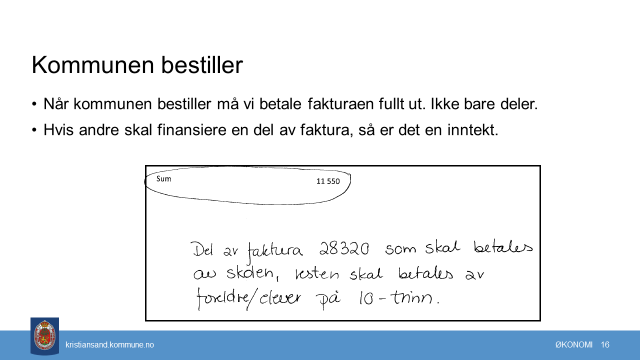 Kommunen bestiller
• Når kommunen bestiller må vi betale fakturaen fullt ut. Ikke bare deler.
• Hvis andre skal finansiere en del av faktura, så er det en inntekt.
Sum 11 550
Del av faktura 28320 som skal betales
av skolen, resten skal betales av
foreldre/elever på 10-trinn.
kristiansand.kommune.no ØKONOMI 16